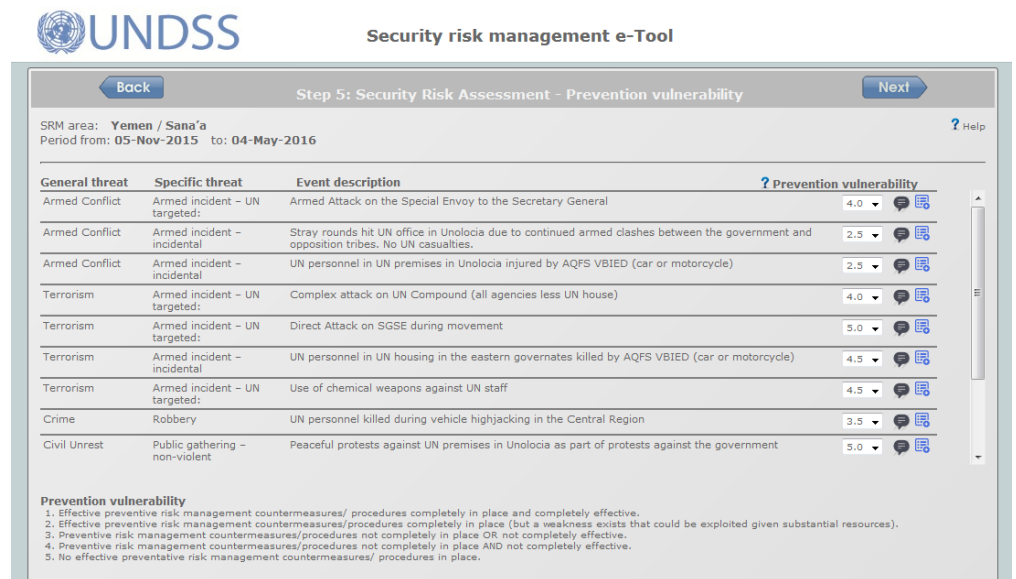 UNDSS
Security risk management e-Tool
Back
Step 5: Security Risk Assessment - Prevention vulnerability
Next
SRM area: Yemen / Sana'a
? Help
Period from: 05-Nov-2015 to: 04-May-2016
General threat Specific threat Event description ? Prevention vulnerability
Armed Conflict Armed incident – UN Armed Attack on the Special Envoy to the Secretary General 4.0
targeted:
Armed Conflict Armed incident – Stray rounds hit UN office in Unolocia due to continued armed clashes between the government and 2.5
incidental opposition tribes. No UN casualties.
Armed Conflict Armed incident – UN personnel in UN premises in Unolocia injured by AQFS VBIED (car or motorcycle) 2.5
incidental
Terrorism Armed incident – UN Complex attack on UN Compound (all agencies less UN house) 4.0
targeted:
Terrorism Armed incident – UN Direct Attack on SGSE during movement 5.0
targeted:
Terrorism Armed incident – UN personnel in UN housing in the eastern governates killed by AQFS VBIED (car or motorcycle) 4.5
incidental
Terrorism Armed incident – UN Use of chemical weapons against UN staff 4.5
targeted:
Crime Robbery UN personnel killed during vehicle highjacking in the Central Region 3.5
Civil Unrest Public gathering – Peaceful protests against UN premises in Unolocia as part of protests against the government 5.0
non-violent
Prevention vulnerability
1. Effective preventive risk management countermeasures/ procedures completely in place and completely effective.
2. Effective preventive risk management countermeasures/procedures completely in place (but a weakness exists that could be exploited given substantial resources).
3. Preventive risk management countermeasures/procedures not completely in place OR not completely effective.
4. Preventive risk management countermeasures/procedures not completely in place AND not completely effective.
5. No effective preventative risk management countermeasures/ procedures in place.